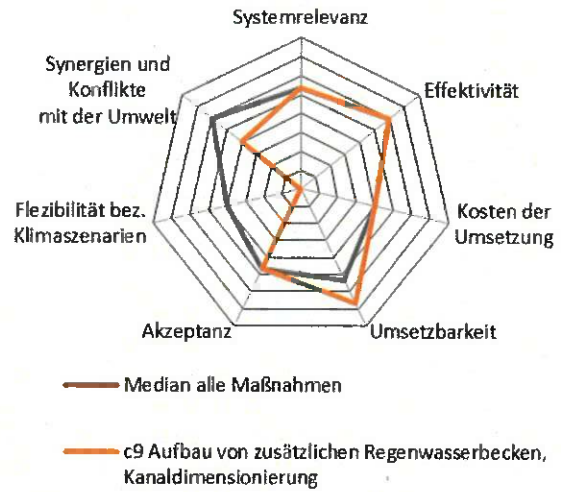 Systemrelevanz
Synergien und
Konflikte
mit der Umwelt
Effektivität
Flezibilität bez.
Klimaszenarien
Kosten der
Umsetzung
Akzeptanz
Umsetzbarkeit
Median alle Maßnahmen
c9 Aufbau von zusätzlichen Regenwasserbecken,
Kanaldimensionierung